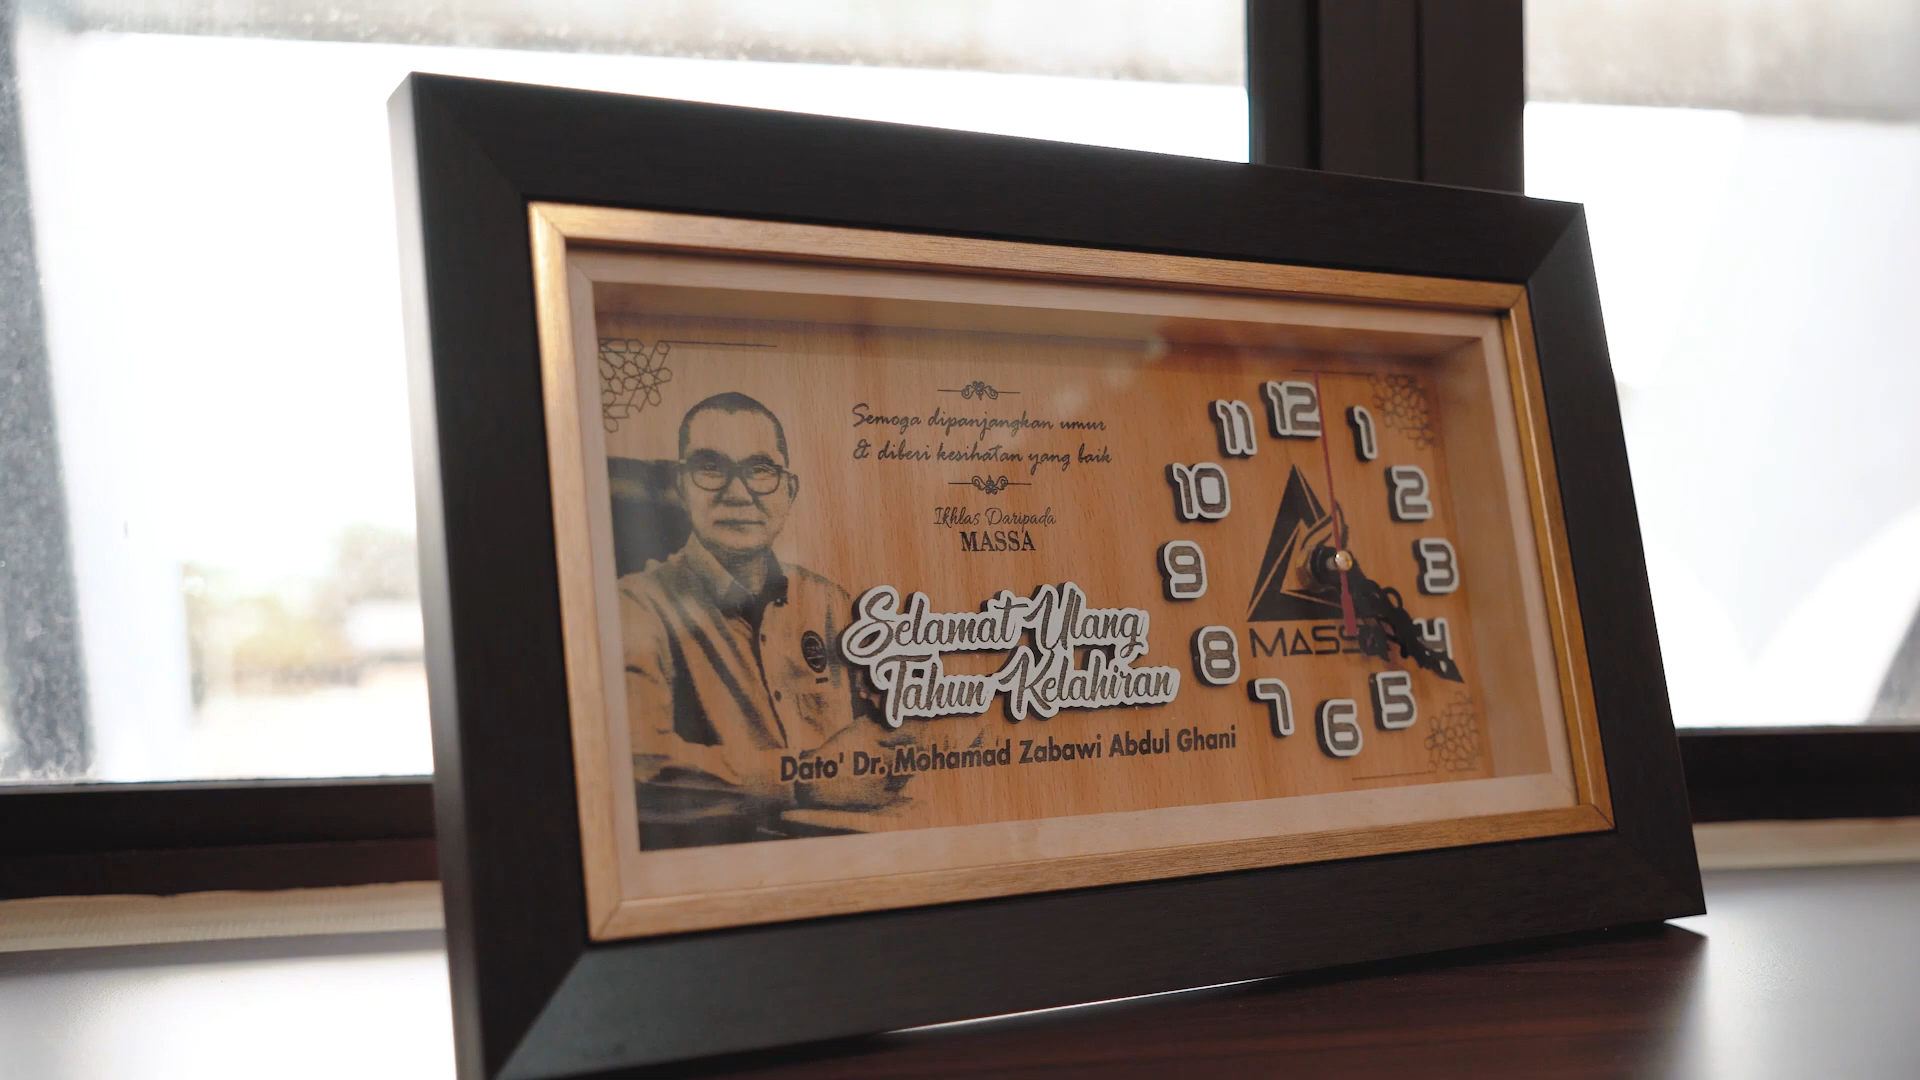 Semoga dipanjangkan umur
& diberi kesihatan yang baik
Ikhlas Daripada
MASSA
Selamat Ulang
Tahun Kelahiran
Dato' Dr. Mohamad Zabawi Abdul Ghani
12
1
2
3
4
5
6
7
8
9
10
11
MASSA